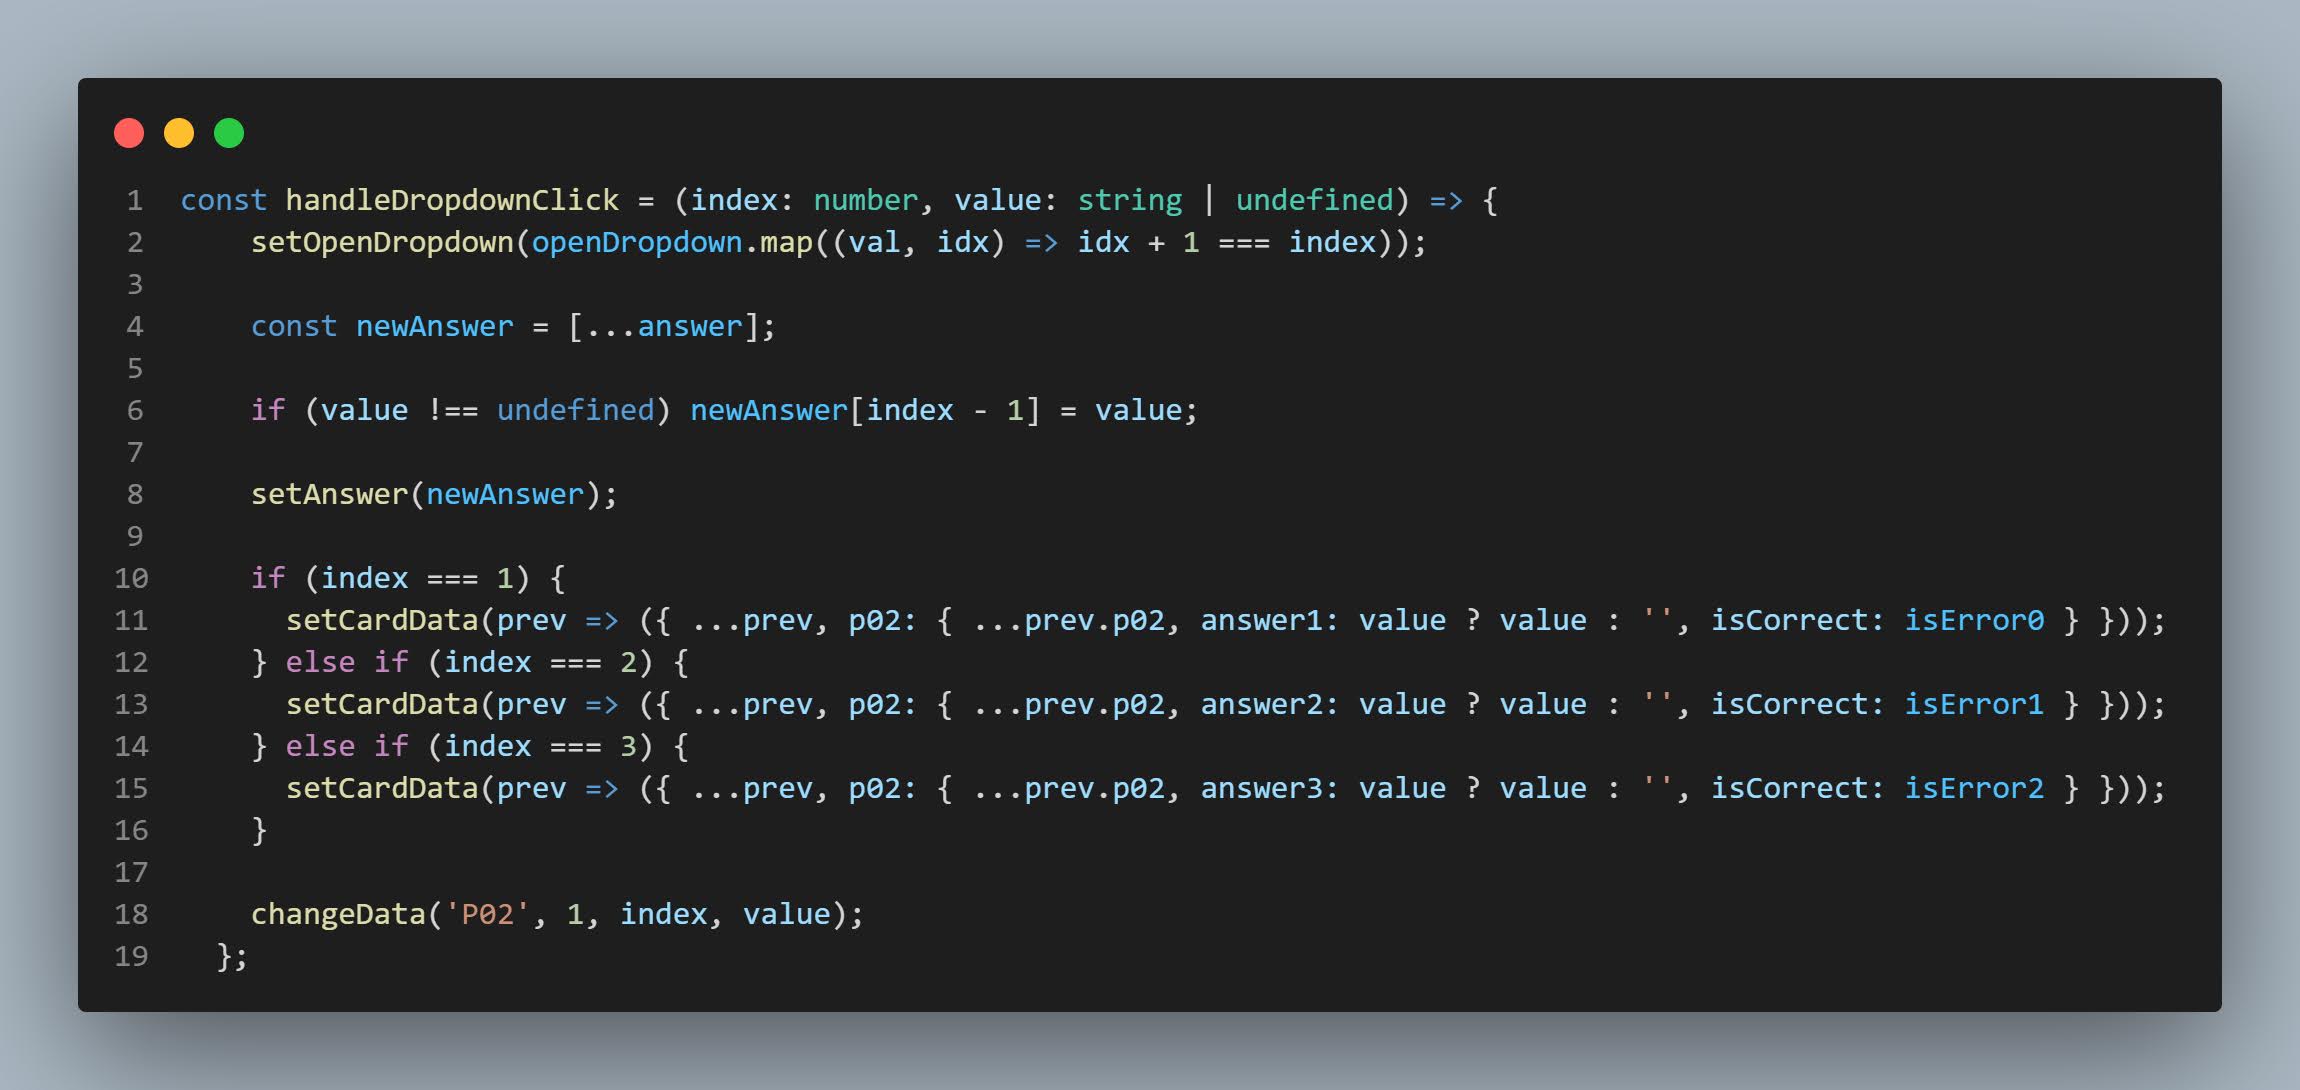 1 const handleDropdownClick = (index: number, value: string | undefined) => {
2 setOpenDropdown(openDropdown.map((val, idx) => idx + 1 === index));
3
4 const newAnswer = [...answer];
5
6 if (value !== undefined) newAnswer[index - 1] = value;
7
8 setAnswer(newAnswer);
9
10 if (index === 1) {
11 setCardData(prev => ({ ...prev, p02: { ...prev.p02, answer1: value ? value : '', isCorrect: isError0 } }));
12 } else if (index === 2) {
13 setCardData(prev => ({ ...prev, p02: { ...prev.p02, answer2: value ? value : '', isCorrect: isError1 } }));
14 } else if (index === 3) {
15 setCardData(prev => ({ ...prev, p02: { ...prev.p02, answer3: value ? value : '', isCorrect: isError2 } }));
16 }
17
18 changeData('P02', 1, index, value);
19 };